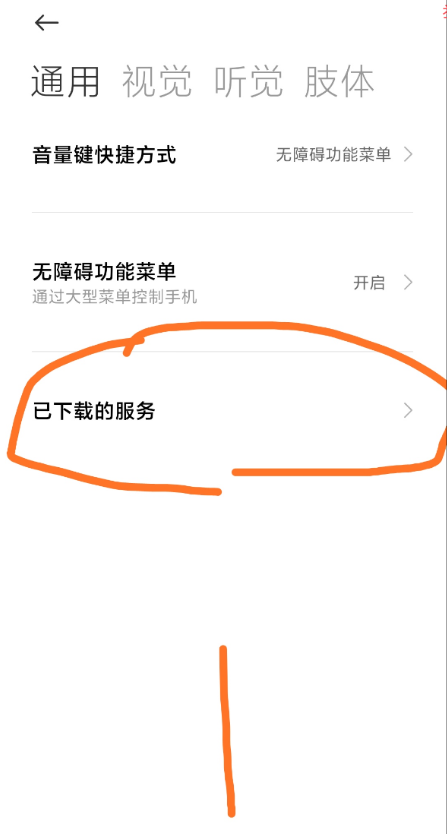 通用 视觉 听觉 肢体
音量键快捷方式 无障碍功能菜单
无障碍功能菜单 开启
通过大型菜单控制手机
已下载的服务